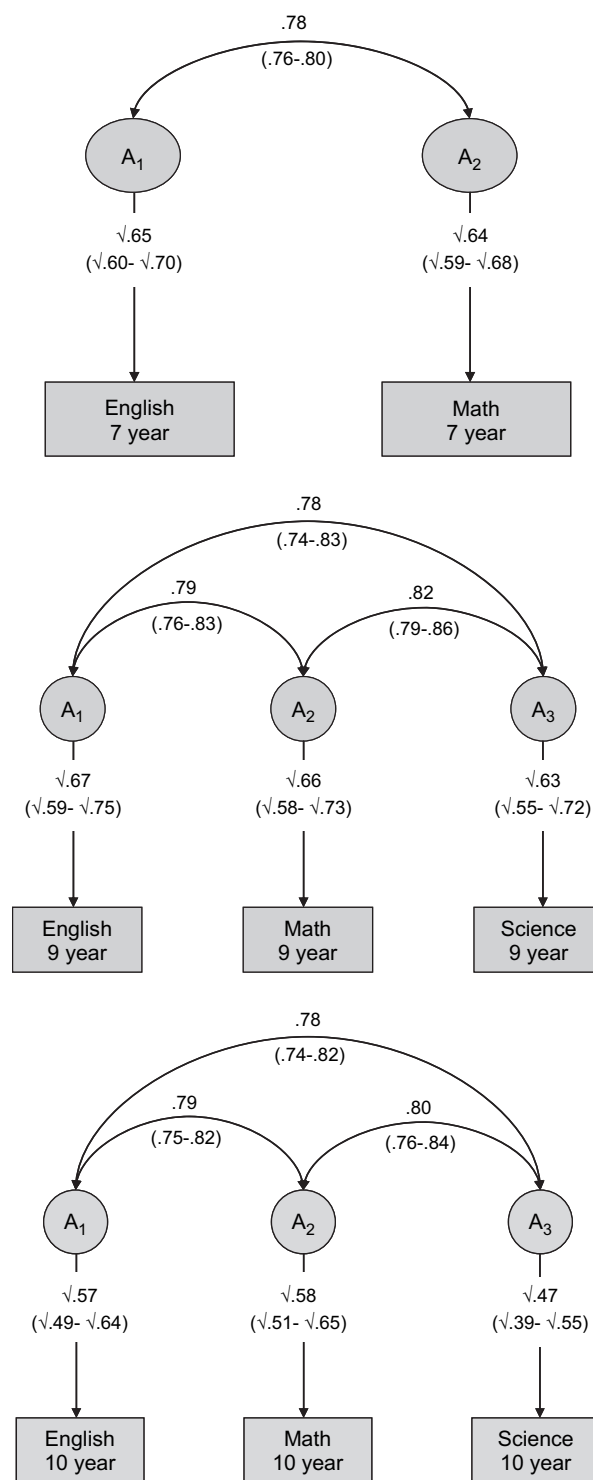 .78
(.76-.80)
A1 A2
√.65 √.64
(√.60- √.70) (√.59- √.68)
English Math
7 year 7 year
.78
(.74-.83)
.79 .82
(.76-.83) (.79-.86)
A1 A2 A3
√.67 √.66 √.63
(√.59- √.75) (√.58- √.73) (√.55- √.72)
English Math Science
9 year 9 year 9 year
.78
(.74-.82)
.79 .80
(.75-.82) (.76-.84)
A1 A2 A3
√.57 √.58 √.47
(√.49- √.64) (√.51- √.65) (√.39- √.55)
English Math Science
10 year 10 year 10 year